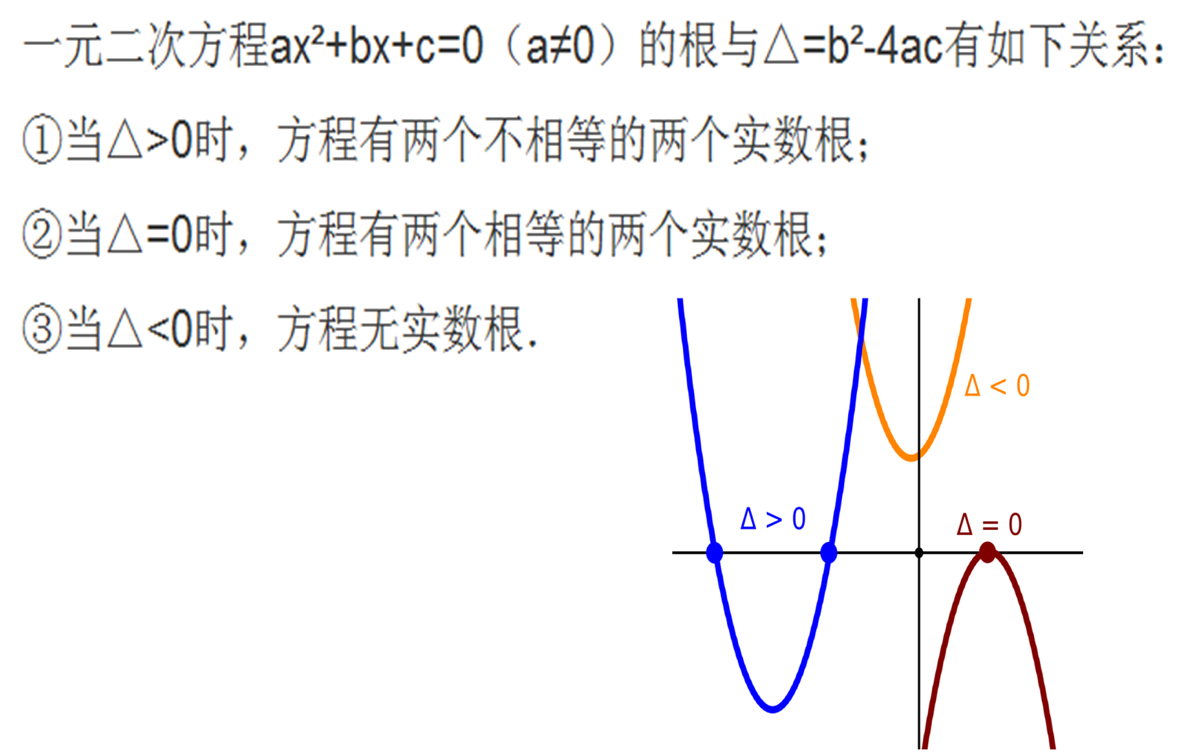 一元二次方程ax²+bx+c=0（a≠0）的根与△=b²-4ac有如下关系：
①当△>0时，方程有两个不相等的两个实数根；
②当△=0时，方程有两个相等的两个实数根；
③当△<0时，方程无实数根．
Δ < 0
Δ > 0
Δ = 0